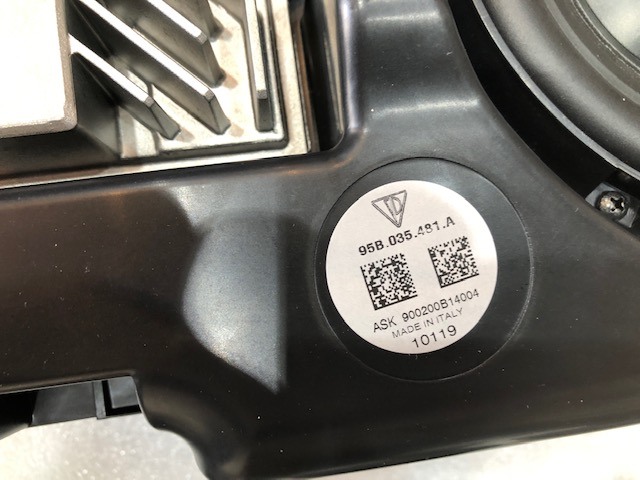 95B.035.481.A
ASK 900200B14004
MADE IN ITALY
10119